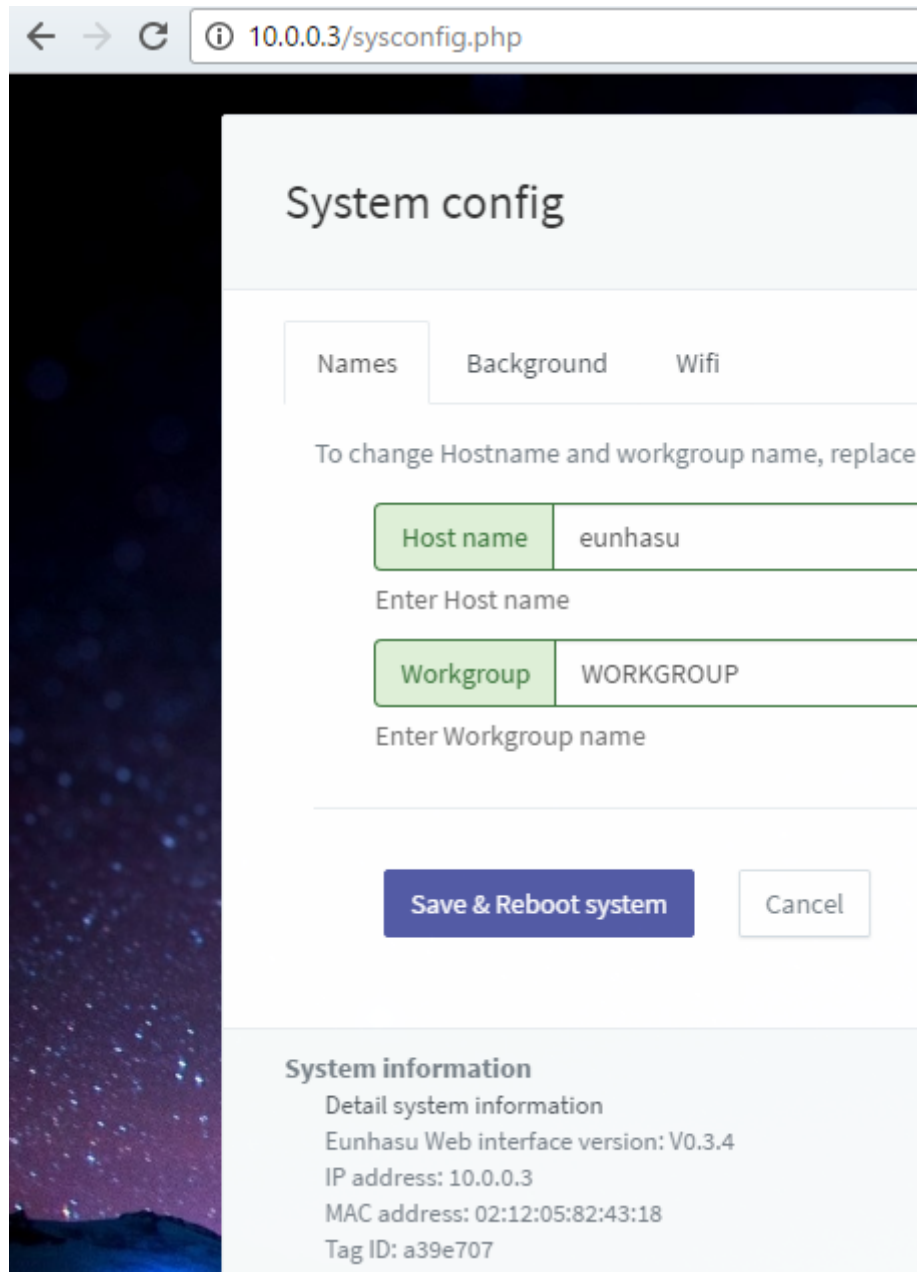 10.0.0.3/sysconfig.php
System config
Names Background Wifi
To change Hostname and workgroup name, replace
Host name eunhasu
Enter Host name
Workgroup WORKGROUP
Enter Workgroup name
Save & Reboot system Cancel
System information
Detail system information
Eunhasu Web interface version: V0.3.4
IP address: 10.0.0.3
MAC address: 02:12:05:82:43:18
Tag ID: a39e707